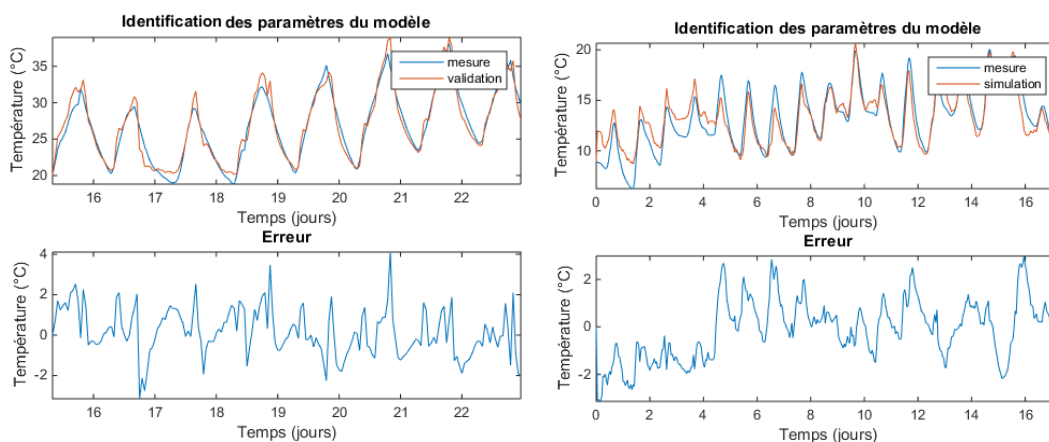 Identification des paramètres du modèle
Température (°C)
35
30
25
20
mesure
validation
16 17 18 19 20 21 22
Temps (jours)
Erreur
Température (°C)
4
2
0
-2
16 17 18 19 20 21 22
Temps (jours)
Identification des paramètres du modèle
Température (°C)
20
15
10
mesure
simulation
0 2 4 6 8 10 12 14 16
Temps (jours)
Erreur
Température (°C)
2
0
-2
0 2 4 6 8 10 12 14 16
Temps (jours)